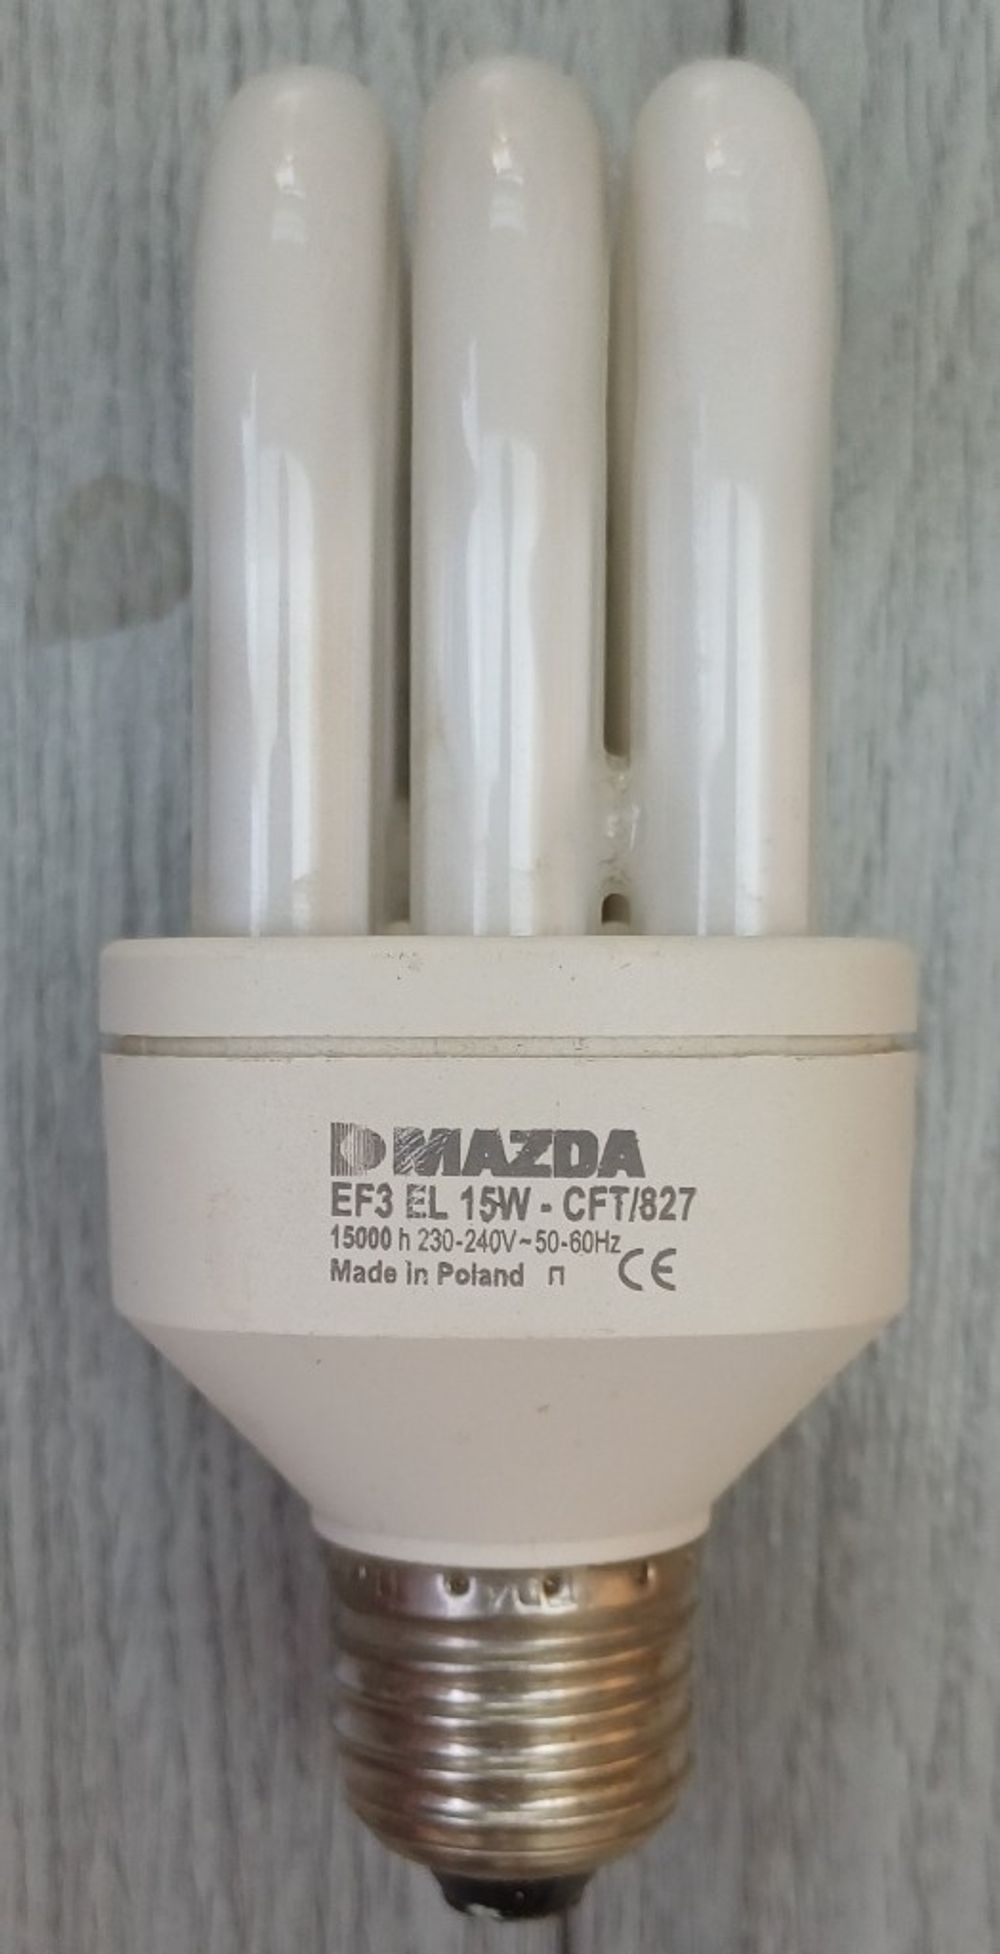 MAZDA
EF3 EL 15W - CFT/827
15000 h 230-240V~50-60Hz
Made in Poland ⊓ CE